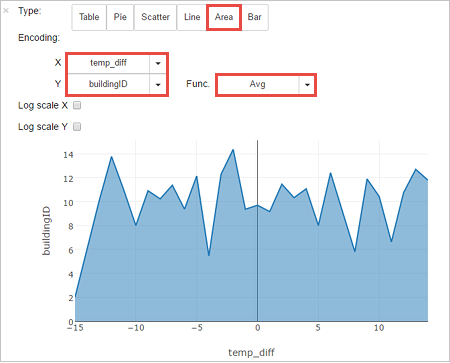 Type: Table Pie Scatter Line Area Bar
Encoding:
X temp_diff
Y buildingID Func. Avg
Log scale X
Log scale Y
14
12
10
8
6
4
2
0
buildingID
−15 −10 −5 0 5 10
temp_diff